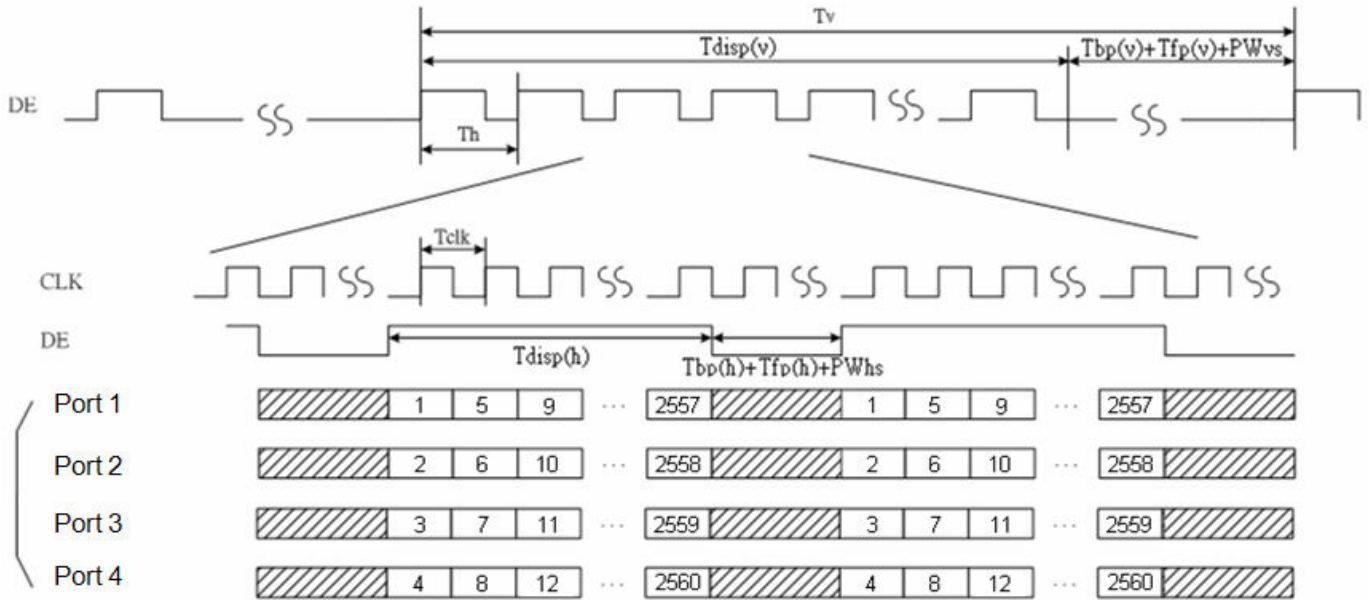 Tv
Tdisp(v) Tbp(v)+Tfp(v)+PWvs
DE
Th
Tclk
CLK
DE
Tdisp(h) Tbp(h)+Tfp(h)+PWhs
Port 1 1 5 9 ... 2557 1 5 9 ... 2557
Port 2 2 6 10 ... 2558 2 6 10 ... 2558
Port 3 3 7 11 ... 2559 3 7 11 ... 2559
Port 4 4 8 12 ... 2560 4 8 12 ... 2560